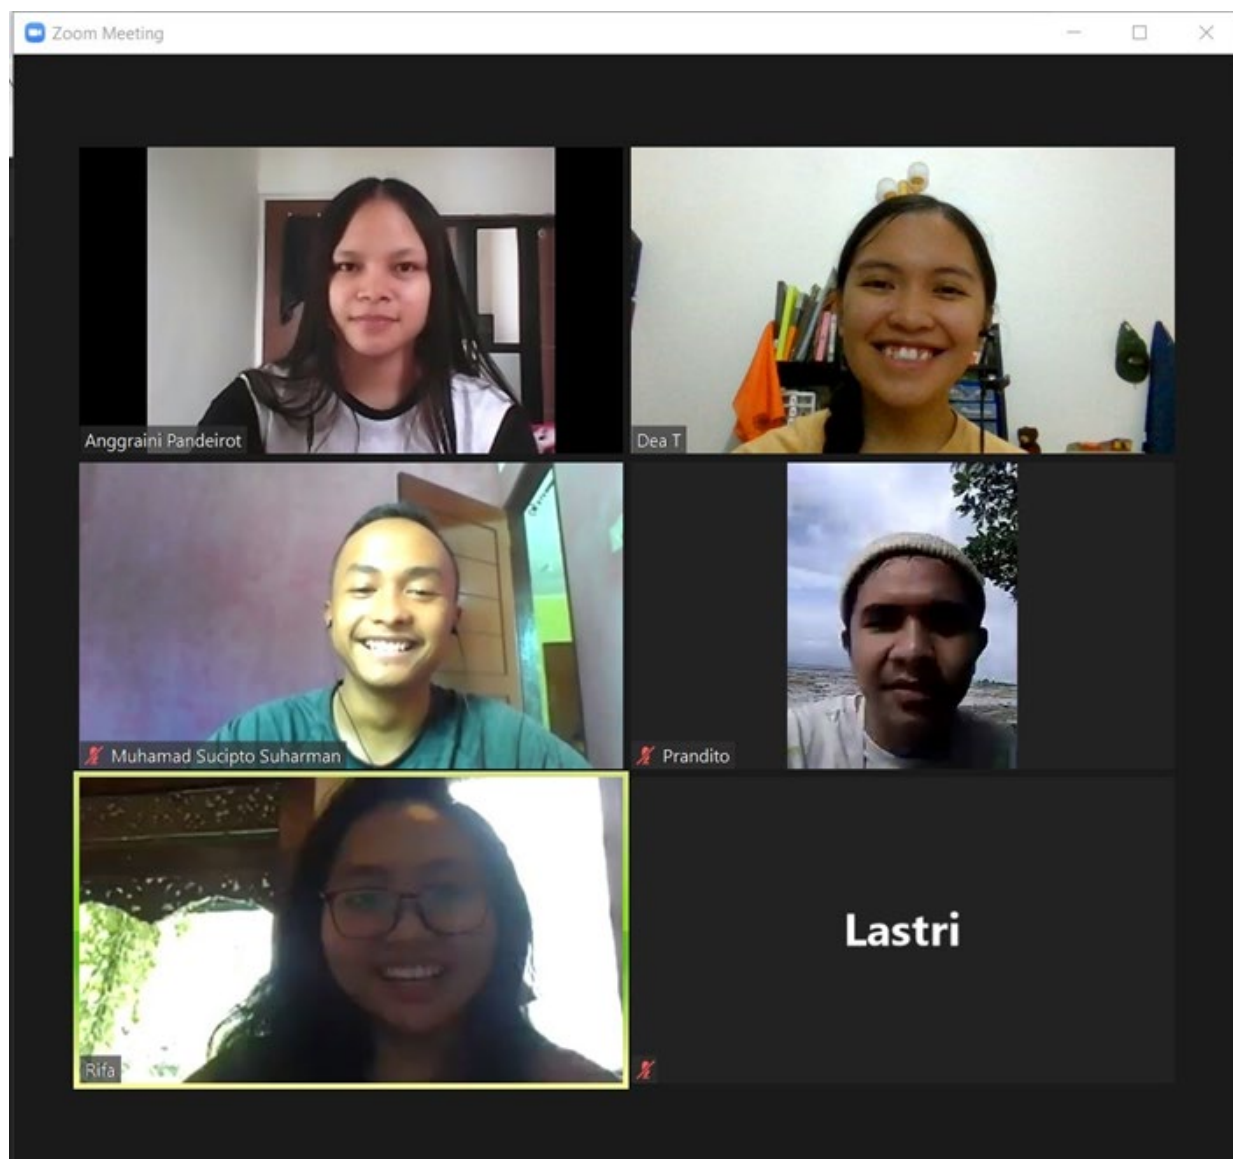 Zoom Meeting
Anggraini Pandeirot
Dea T
Muhamad Sucipto Suharman
Prandito
Rifa
Lastri